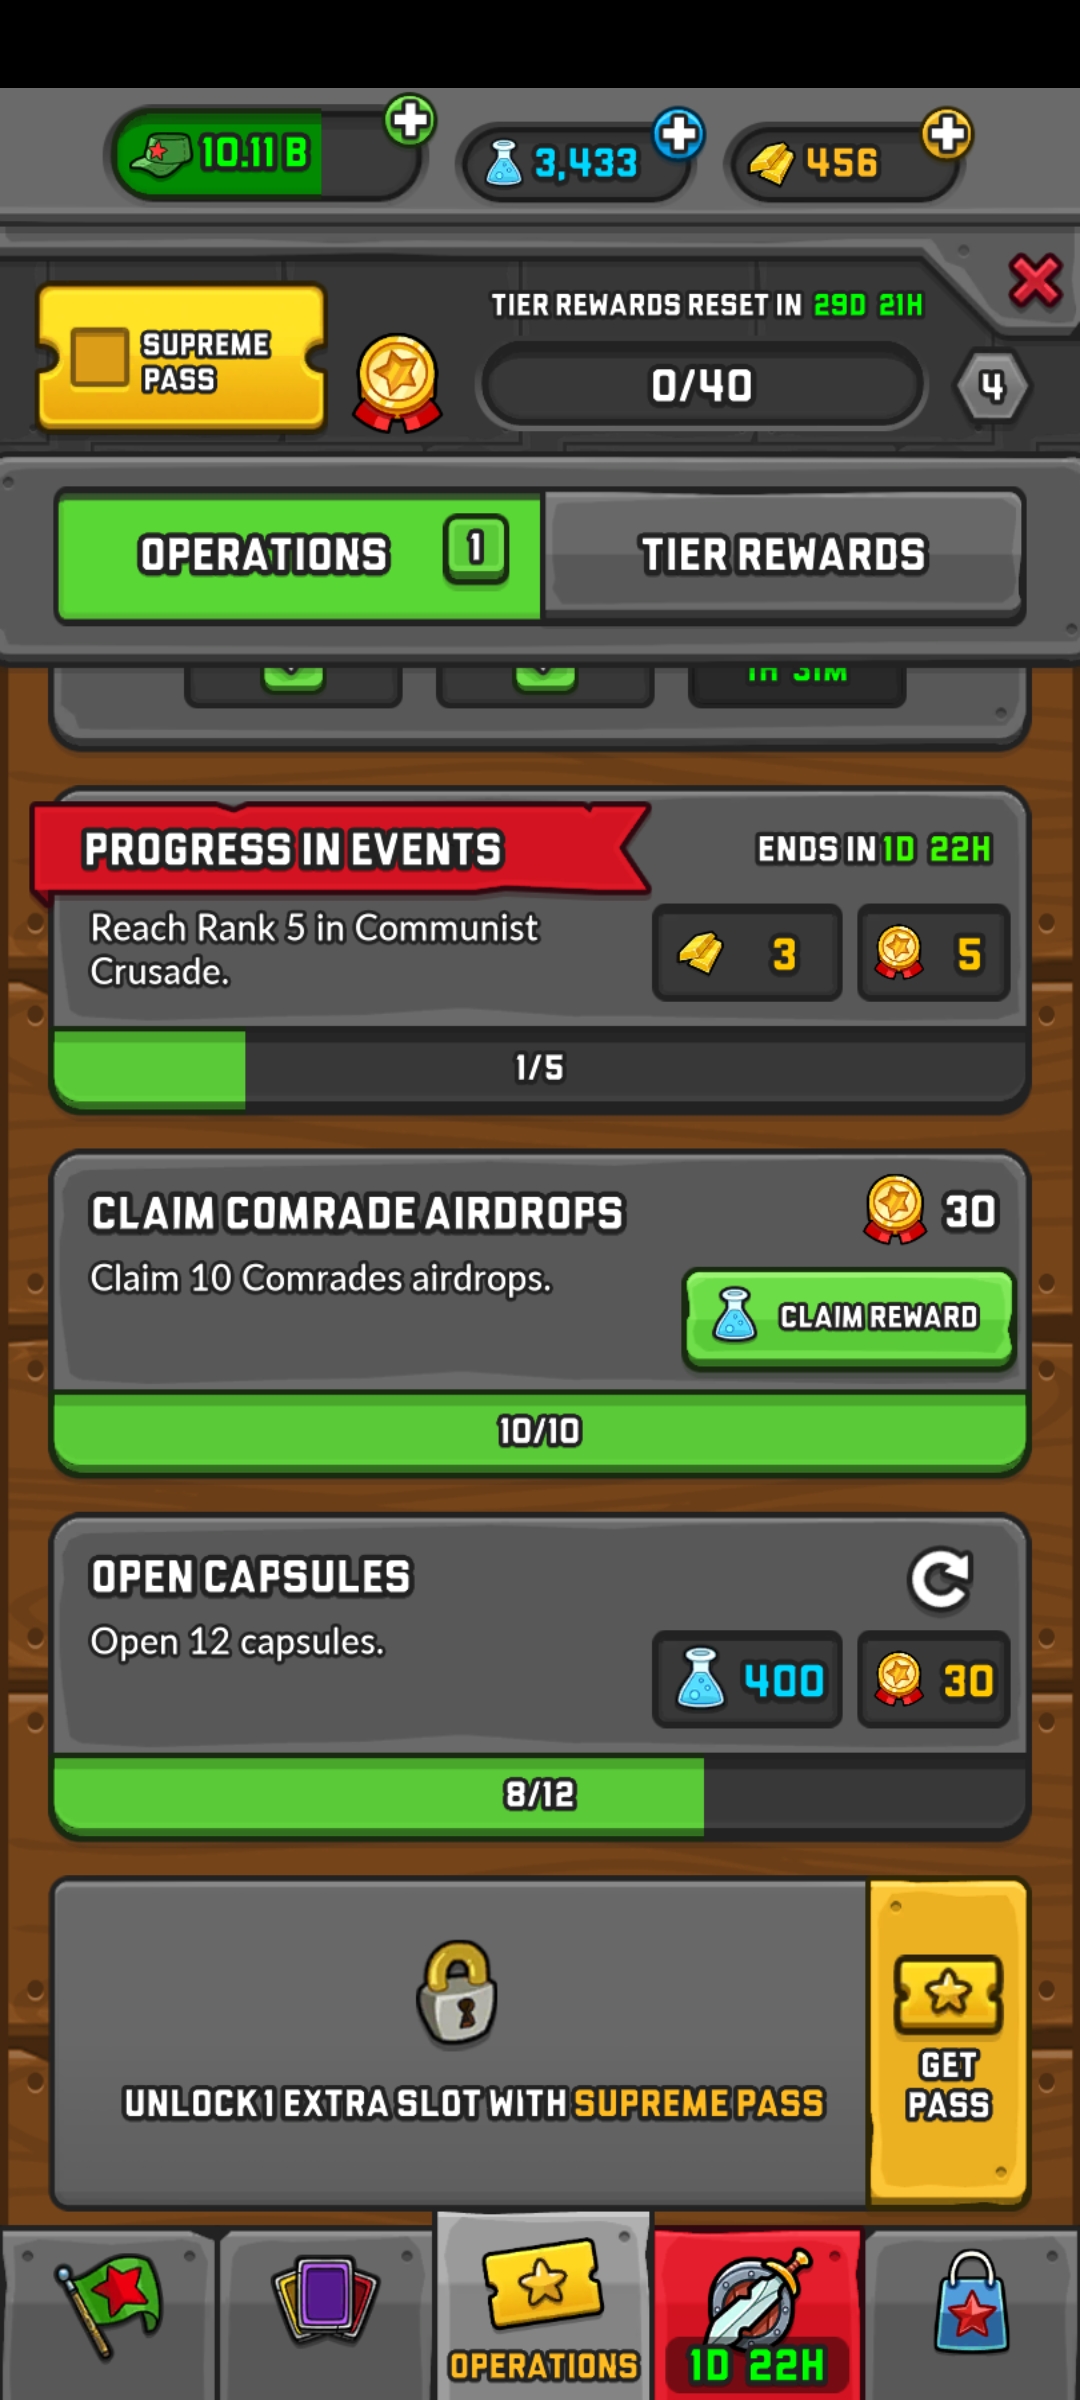 10.11 B
3,433
456
SUPREME
PASS
TIER REWARDS RESET IN 29D 21H
0/40
4
OPERATIONS 1
TIER REWARDS
1H 31M
PROGRESS IN EVENTS
ENDS IN 1D 22H
Reach Rank 5 in Communist
Crusade.
3
5
1/5
CLAIM COMRADE AIRDROPS
30
Claim 10 Comrades airdrops.
CLAIM REWARD
10/10
OPEN CAPSULES
Open 12 capsules.
400
30
8/12
UNLOCK 1 EXTRA SLOT WITH SUPREME PASS
GET
PASS
OPERATIONS
1D 22H